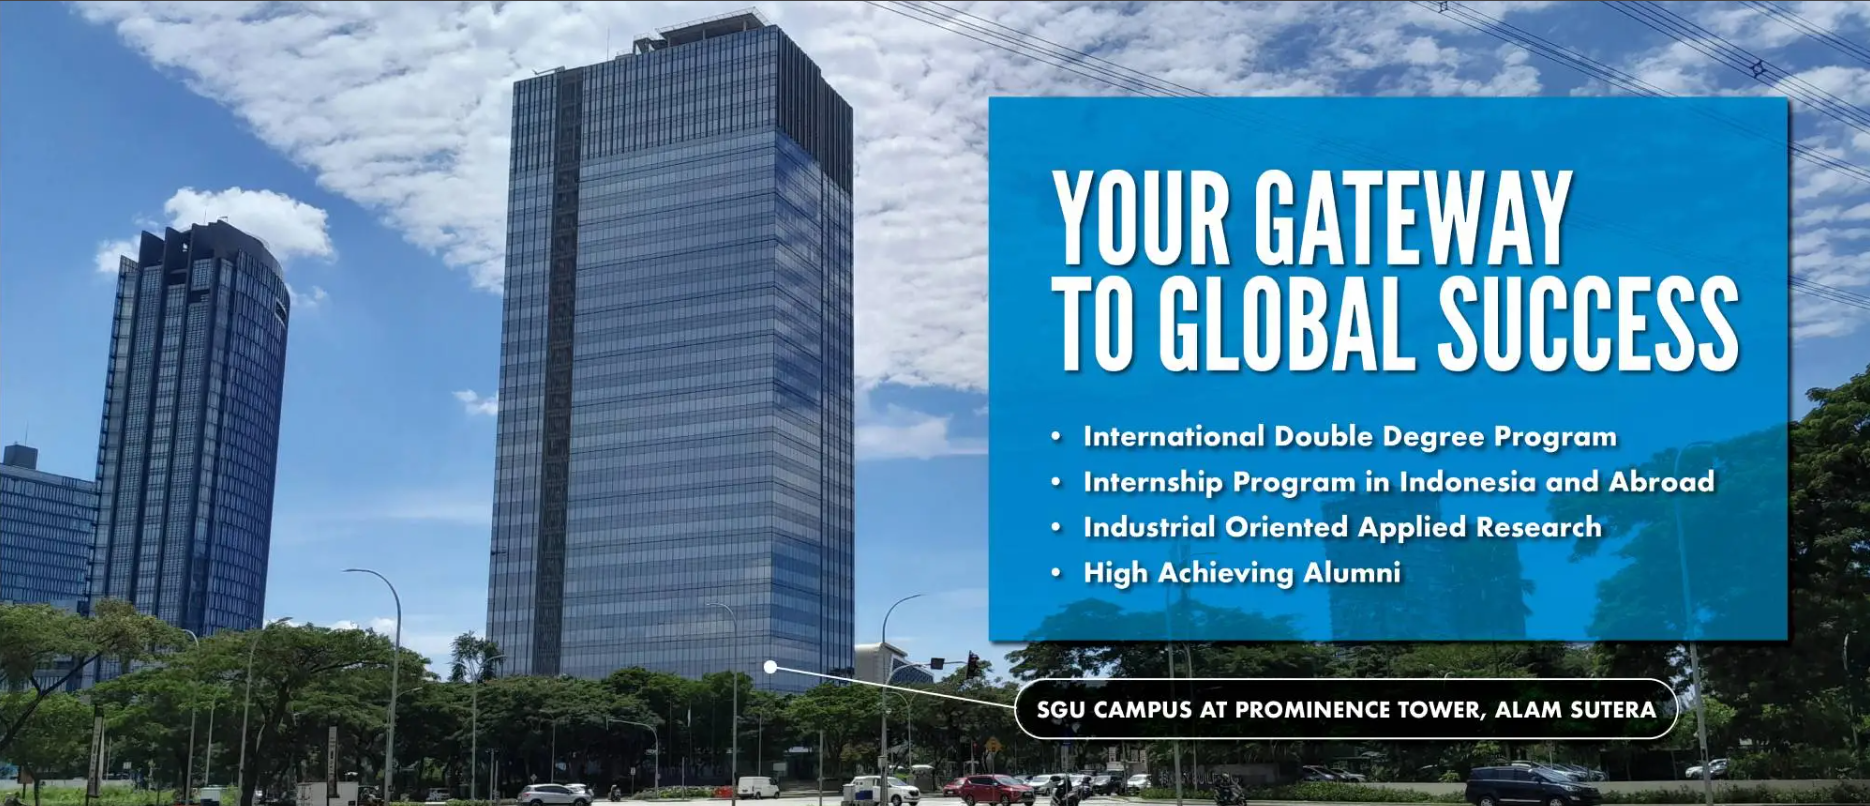 YOUR GATEWAY
TO GLOBAL SUCCESS
• International Double Degree Program
• Internship Program in Indonesia and Abroad
• Industrial Oriented Applied Research
• High Achieving Alumni
SGU CAMPUS AT PROMINENCE TOWER, ALAM SUTERA